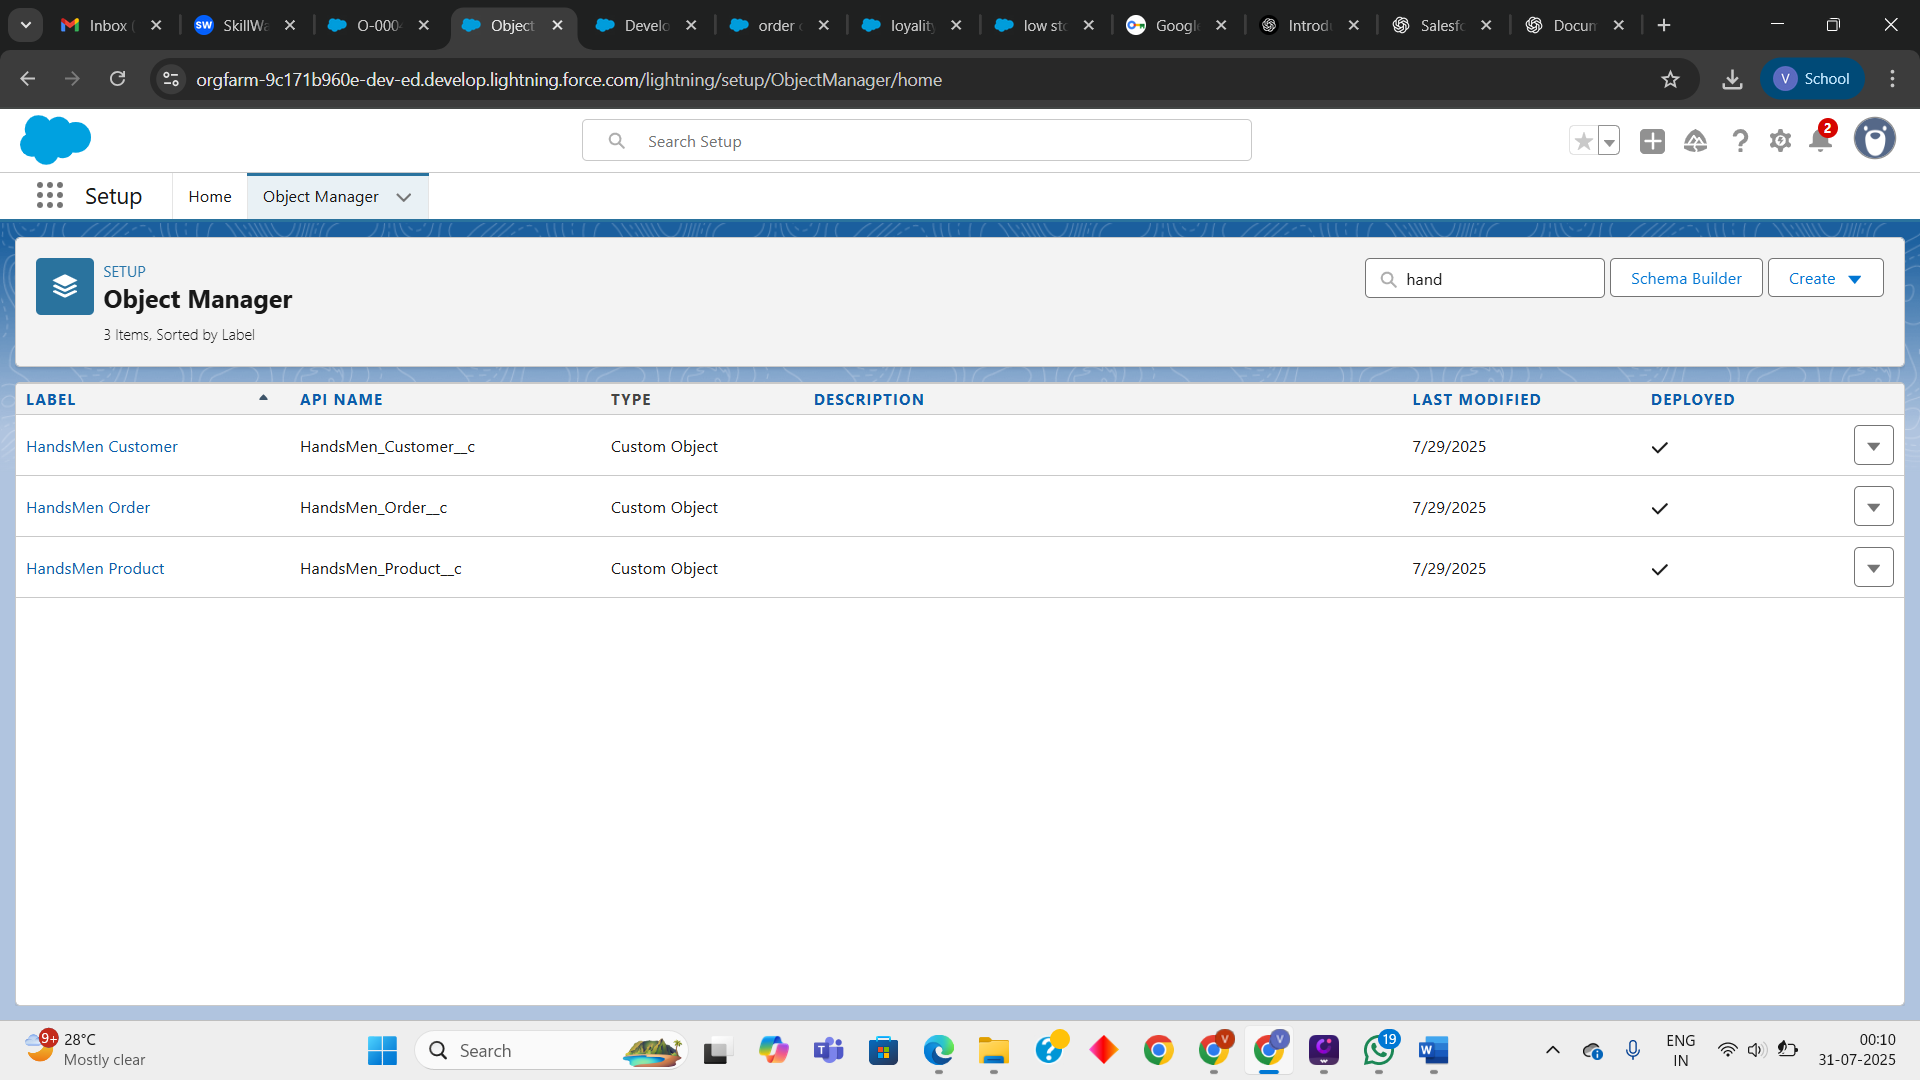 Inbox (
SkillWa
O-000
Object
Develo
order c
loyality
low sto
Google
Introdu
Salesfo
Docum
orgfarm-9c171b960e-dev-ed.develop.lightning.force.com/lightning/setup/ObjectManager/home
V School
Search Setup
2
Setup
Home
Object Manager
SETUP
Object Manager
3 Items, Sorted by Label
hand
Schema Builder
Create
LABEL API NAME TYPE DESCRIPTION LAST MODIFIED DEPLOYED
HandsMen Customer HandsMen_Customer__c Custom Object 7/29/2025
HandsMen Order HandsMen_Order__c Custom Object 7/29/2025
HandsMen Product HandsMen_Product__c Custom Object 7/29/2025
9+
28°C
Mostly clear
Search
V
V
19
ENG
IN
00:10
31-07-2025